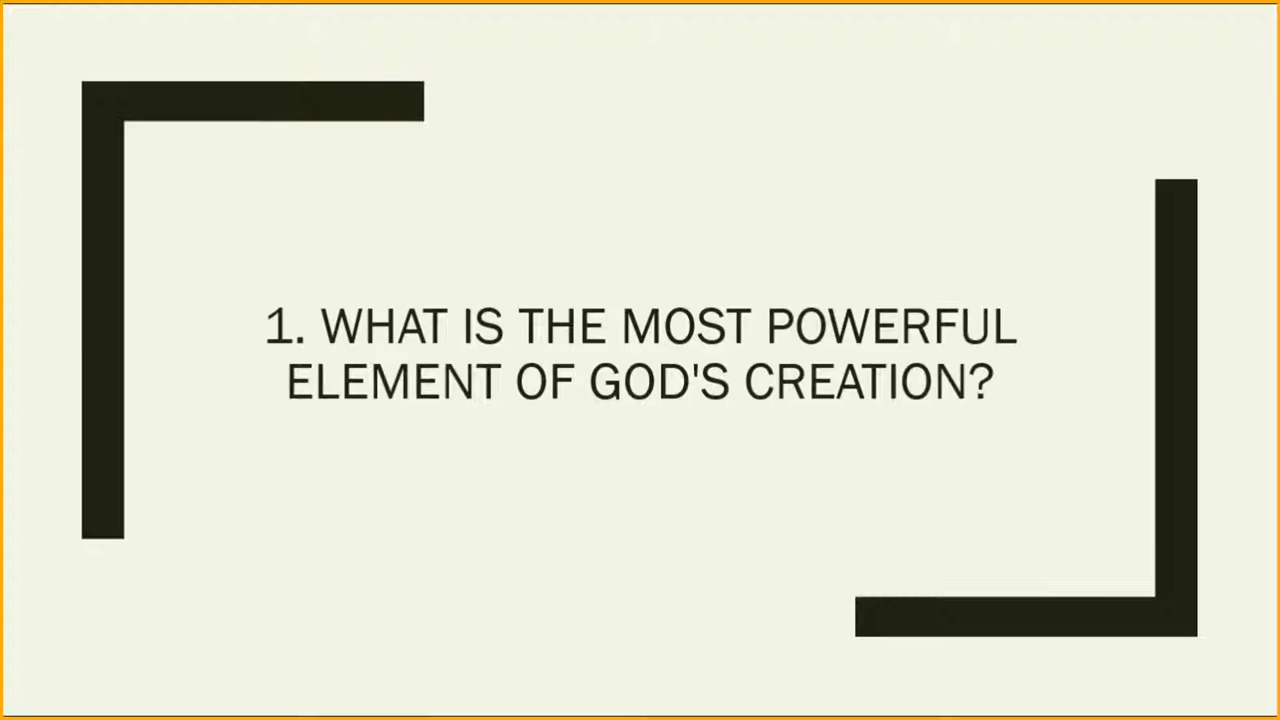 1. WHAT IS THE MOST POWERFUL
ELEMENT OF GOD'S CREATION?